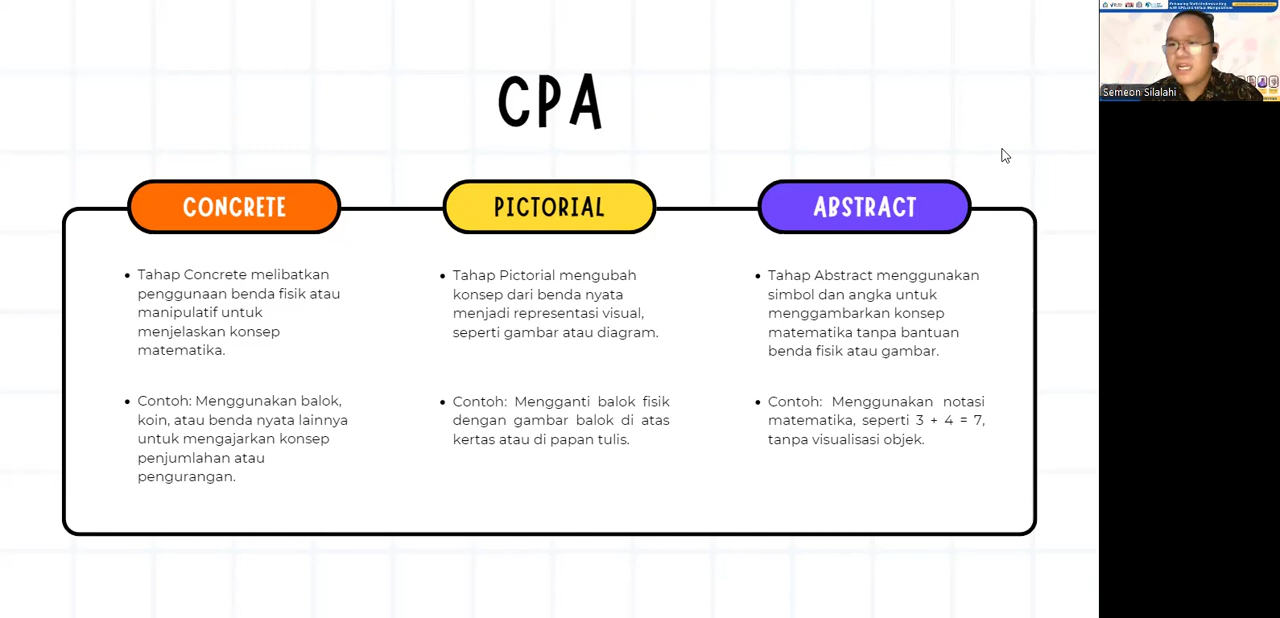 CPA
CONCRETE
Tahap Concrete melibatkan
penggunaan benda fisik atau
manipulatif untuk
menjelaskan konsep
matematika.
Contoh: Menggunakan balok,
koin, atau benda nyata lainnya
untuk mengajarkan konsep
penjumlahan atau
pengurangan.
PICTORIAL
Tahap Pictorial mengubah
konsep dari benda nyata
menjadi representasi visual,
seperti gambar atau diagram.
Contoh: Mengganti balok fisik
dengan gambar balok di atas
kertas atau di papan tulis.
ABSTRACT
Tahap Abstract menggunakan
simbol dan angka untuk
menggambarkan konsep
matematika tanpa bantuan
benda fisik atau gambar.
Contoh: Menggunakan notasi
matematika, seperti 3 + 4 = 7,
tanpa visualisasi objek.
Semeon Silalahi